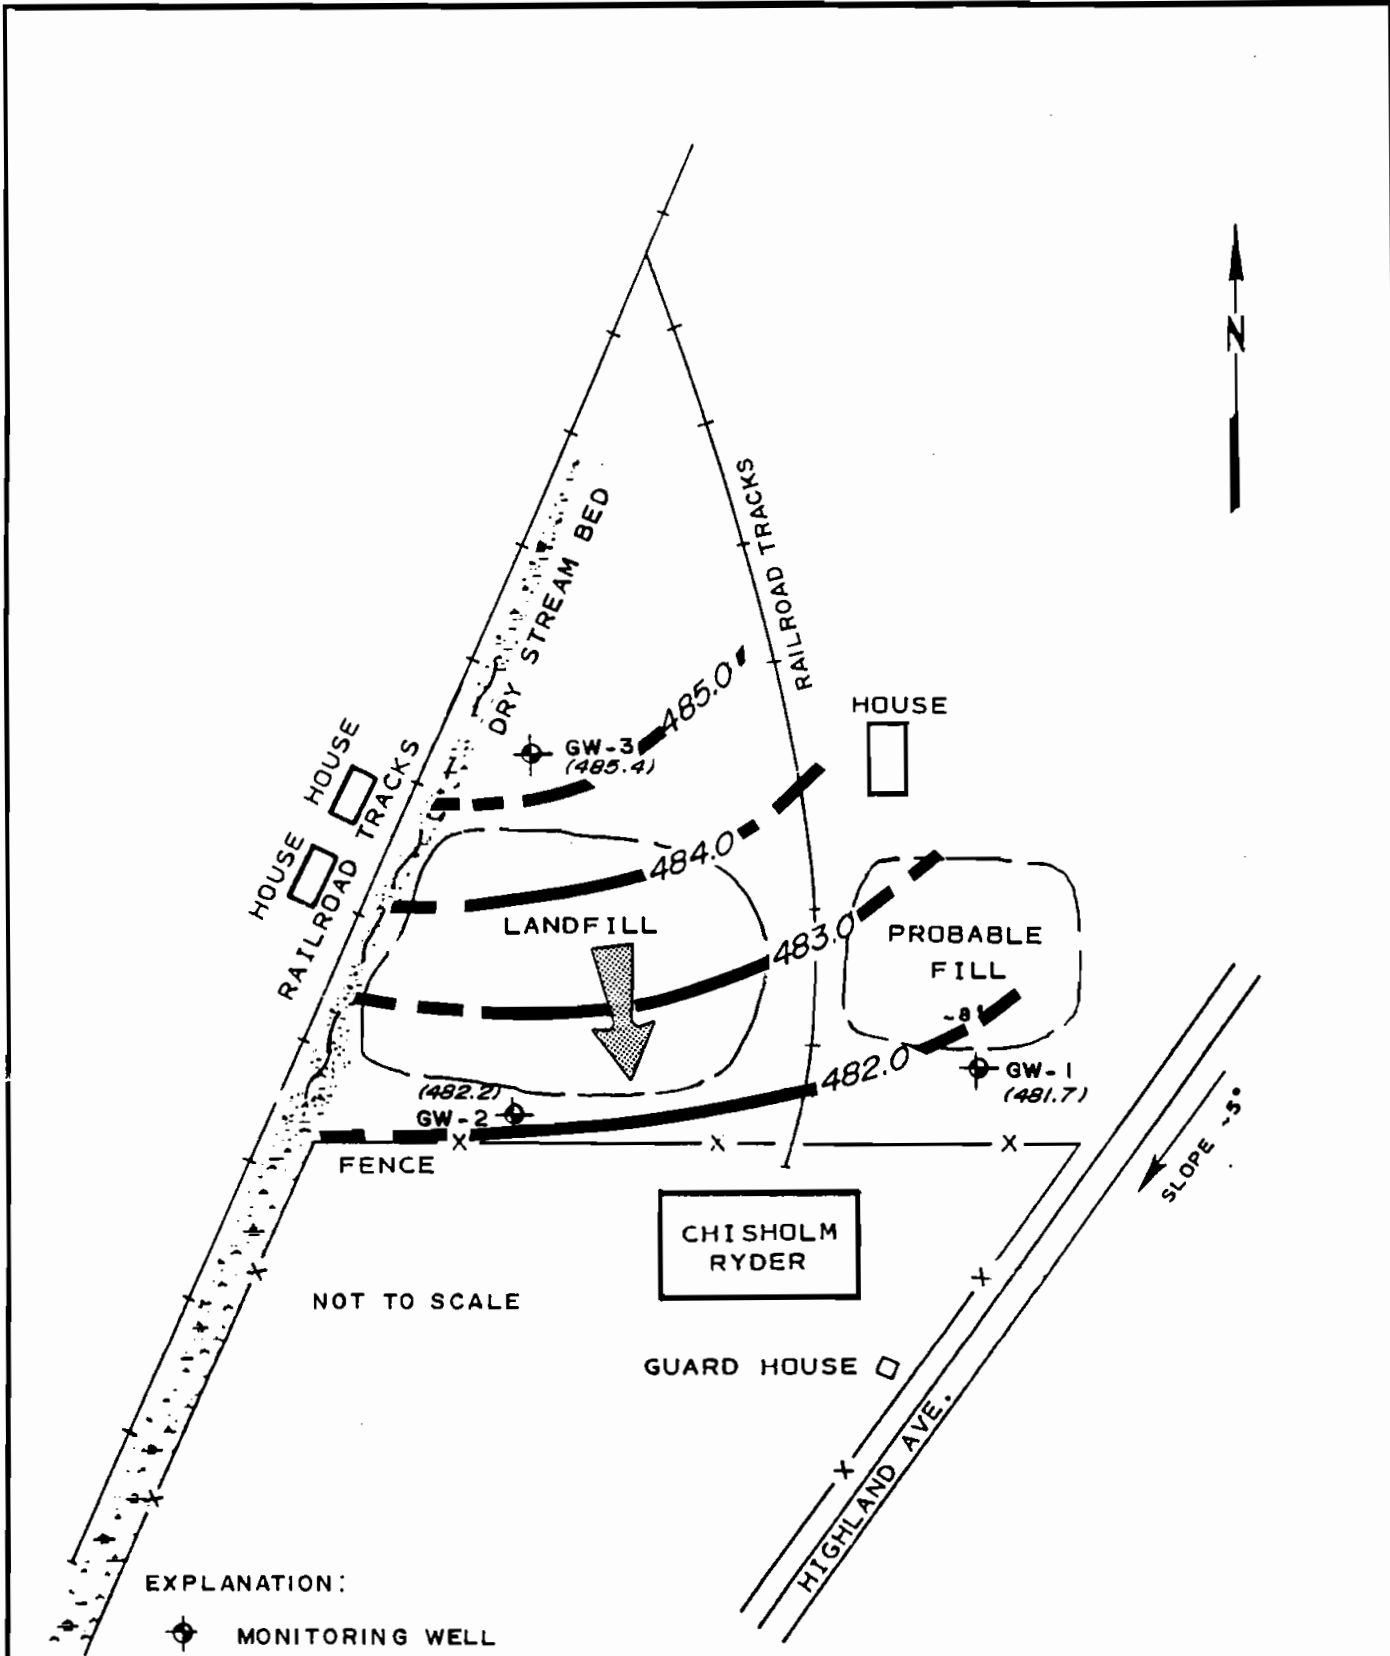 N
DRY STREAM BED
RAILROAD TRACKS
485.0
HOUSE
GW-3
(485.4)
HOUSE
HOUSE
RAILROAD TRACKS
484.0
LANDFILL
483.0
PROBABLE
FILL
~8'
482.0
GW-1
(481.7)
(482.2)
GW-2
FENCE
SLOPE ~5°
CHISHOLM
RYDER
NOT TO SCALE
GUARD HOUSE
HIGHLAND AVE.
EXPLANATION:
MONITORING WELL